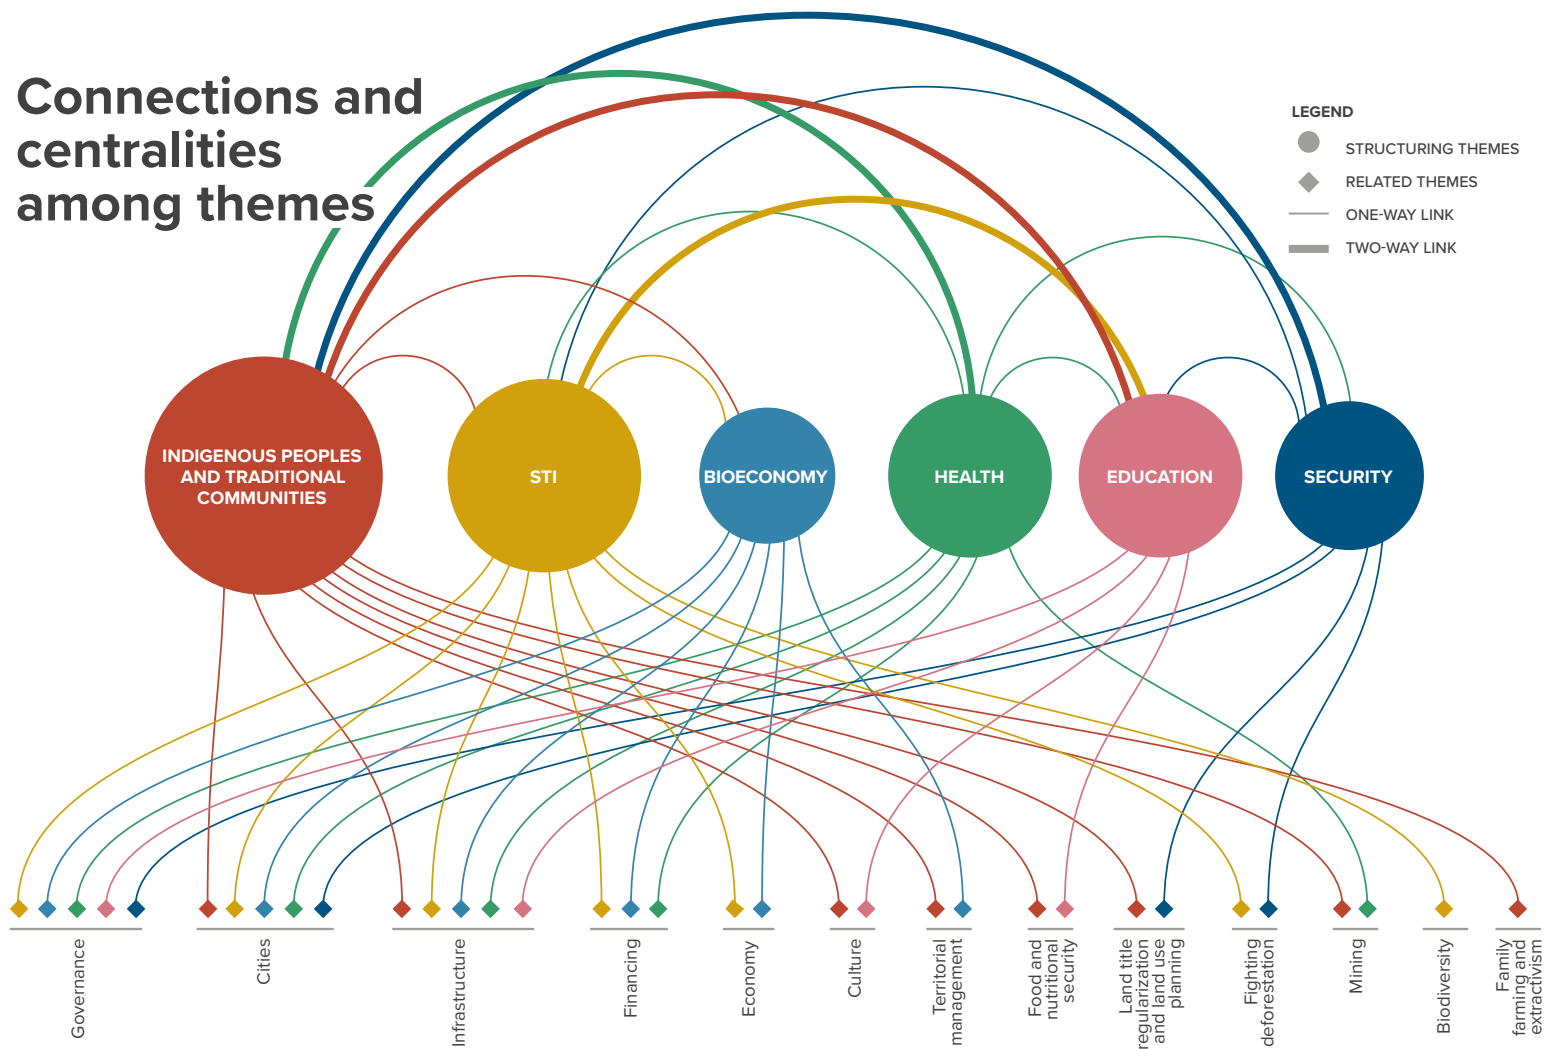 Connections and
centralities
among themes
LEGEND
STRUCTURING THEMES
RELATED THEMES
ONE-WAY LINK
TWO-WAY LINK
INDIGENOUS PEOPLES
AND TRADITIONAL
COMMUNITIES
STI
BIOECONOMY
HEALTH
EDUCATION
SECURITY
Governance
Cities
Infrastructure
Financing
Economy
Culture
Territorial
management
Food and
nutritional
security
Land title
regularization
and land use
planning
Fighting
deforestation
Mining
Biodiversity
Family
farming and
extractivism